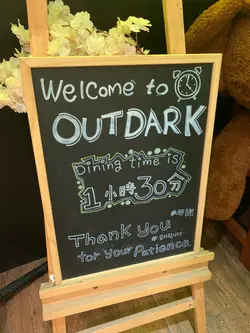 Welcome to
OUTDARK
Dining time is
1小時30分
Thank You
for your Patience.